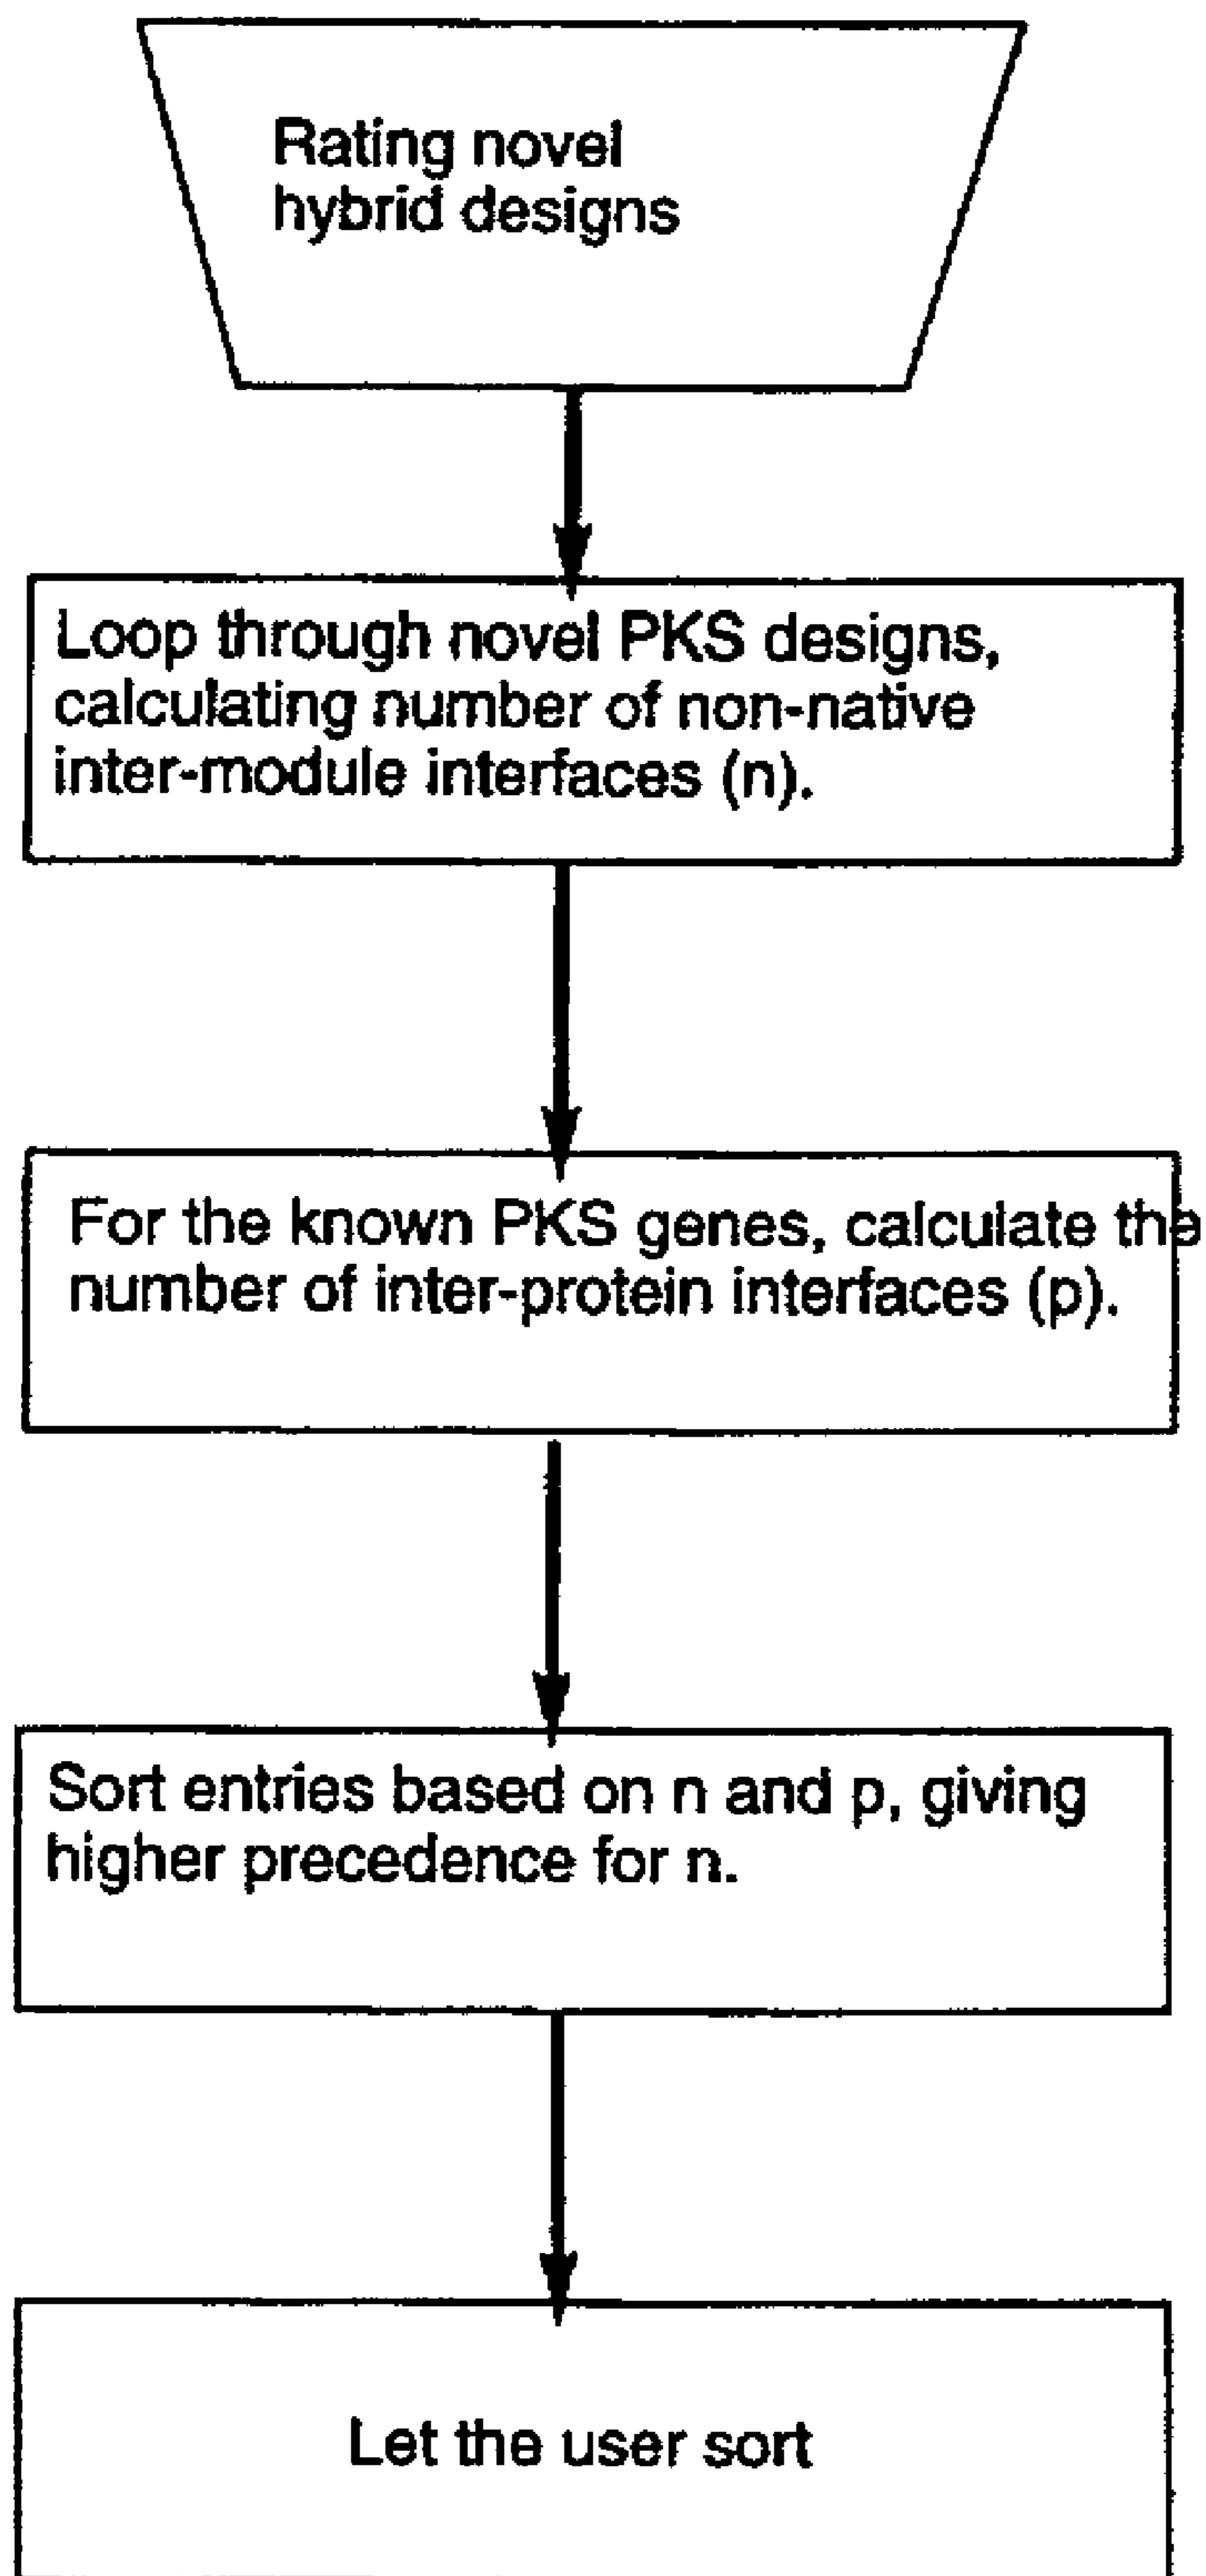 Rating novel
hybrid designs
Loop through novel PKS designs,
calculating number of non-native
inter-module interfaces (n).
For the known PKS genes, calculate the
number of inter-protein interfaces (p).
Sort entries based on n and p, giving
higher precedence for n.
Let the user sort